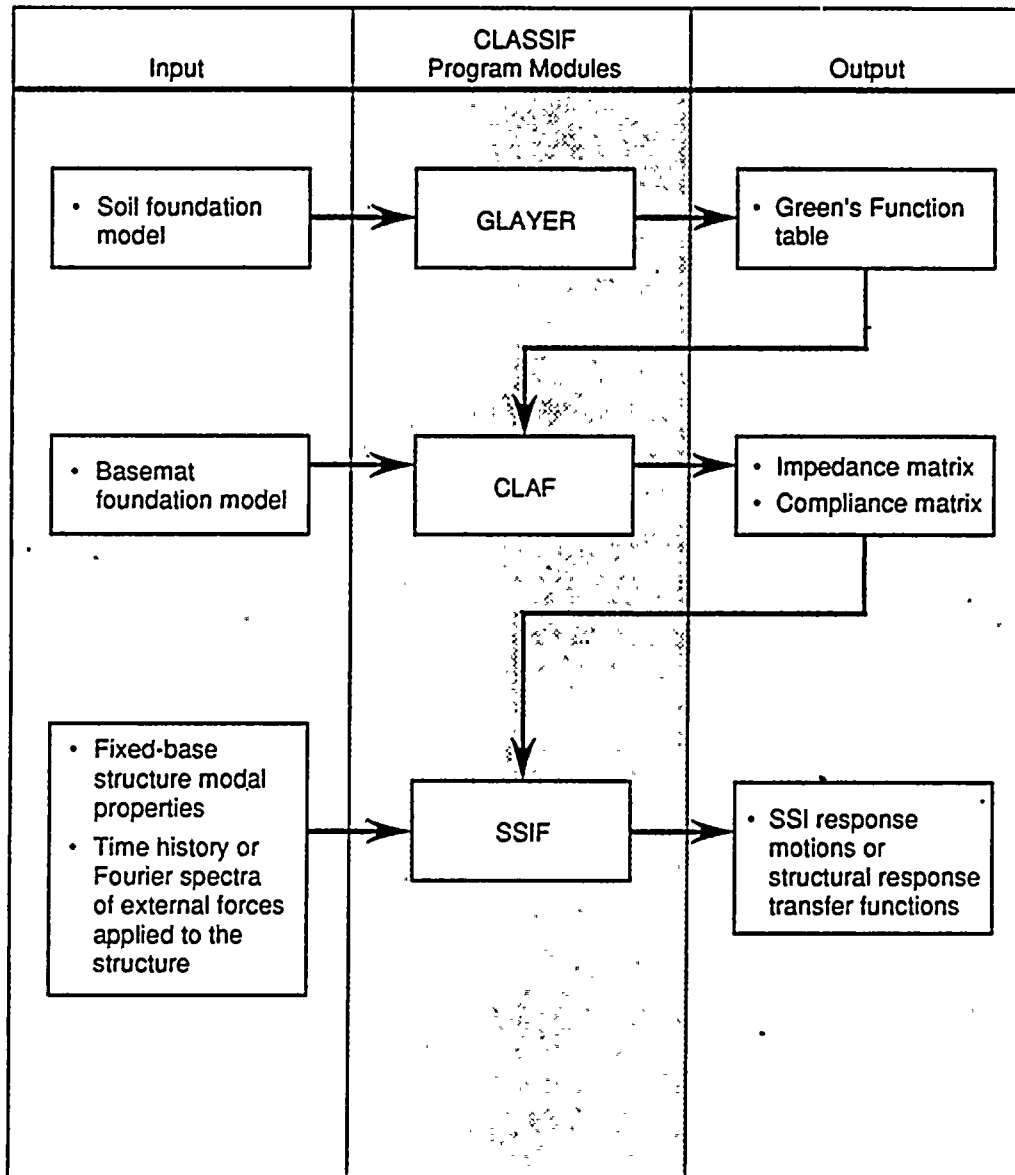 Input
CLASSIF
Program Modules
Output
• Soil foundation
model
GLAYER
• Green's Function
table
• Basemat
foundation model
CLAF
• Impedance matrix
• Compliance matrix
• Fixed-base
structure modal
properties
• Time history or
Fourier spectra
of external forces
applied to the
structure
SSIF
• SSI response
motions or
structural response
transfer functions